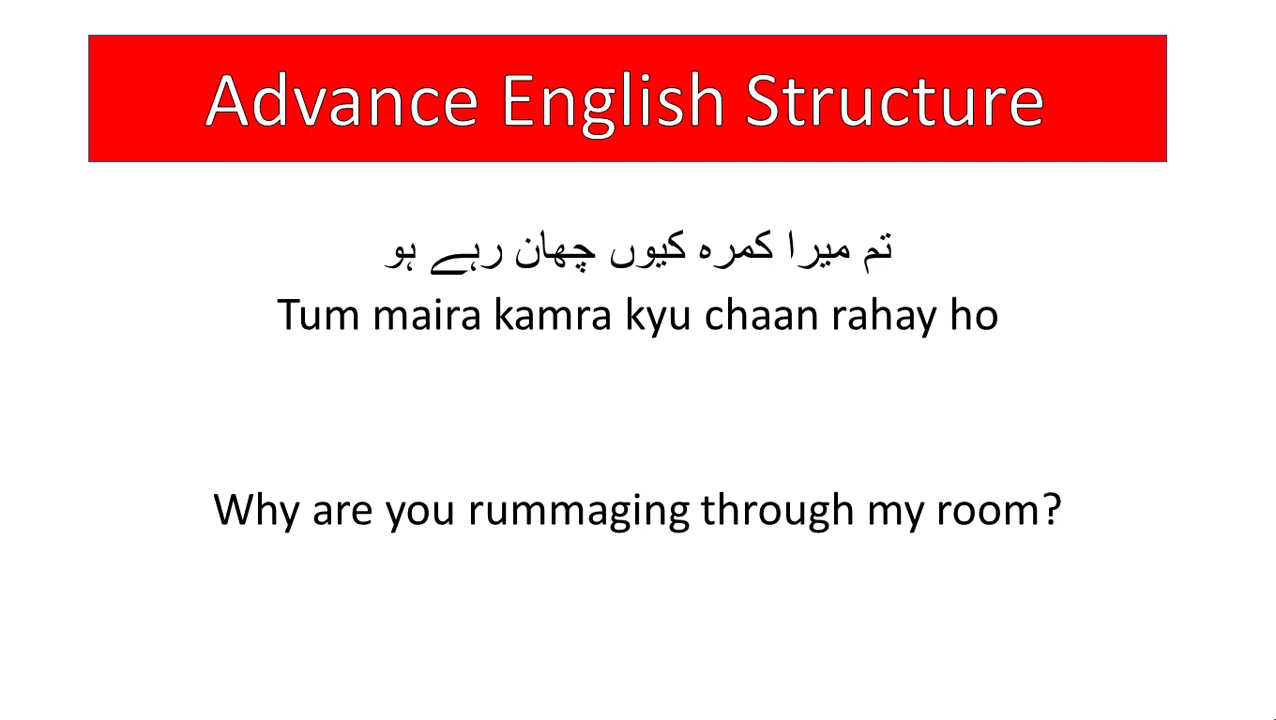 Advance English Structure
تم میرا کمرہ کیوں چھان رہے ہو
Tum maira kamra kyu chaan rahay ho
Why are you rummaging through my room?